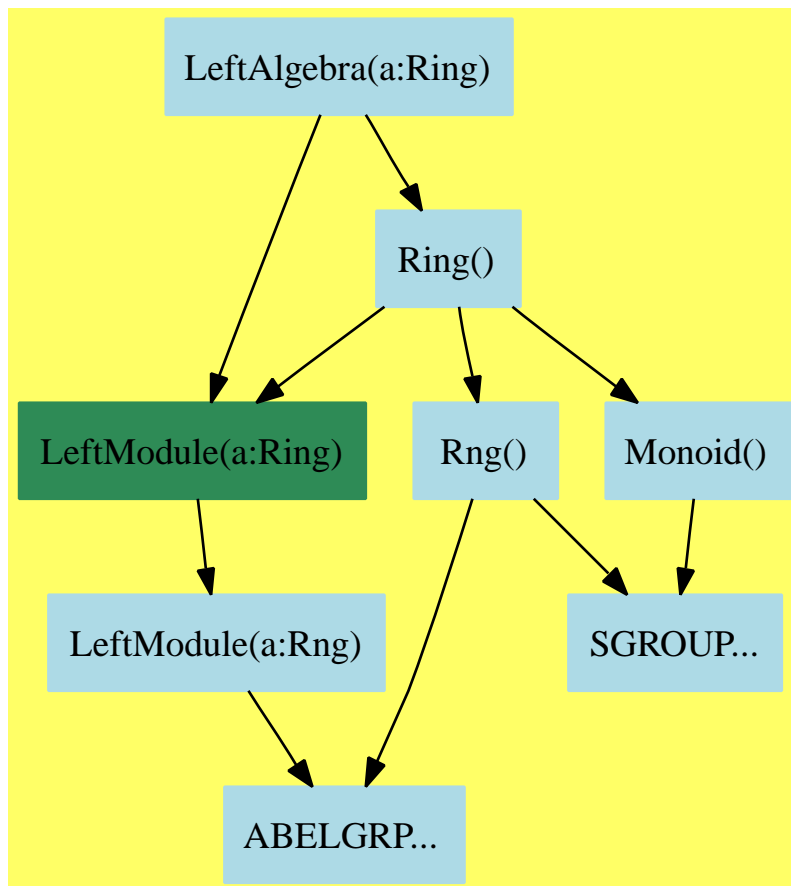 LeftAlgebra(a:Ring)
Ring()
LeftModule(a:Ring)
Rng()
Monoid()
LeftModule(a:Rng)
SGROUP...
ABELGRP...